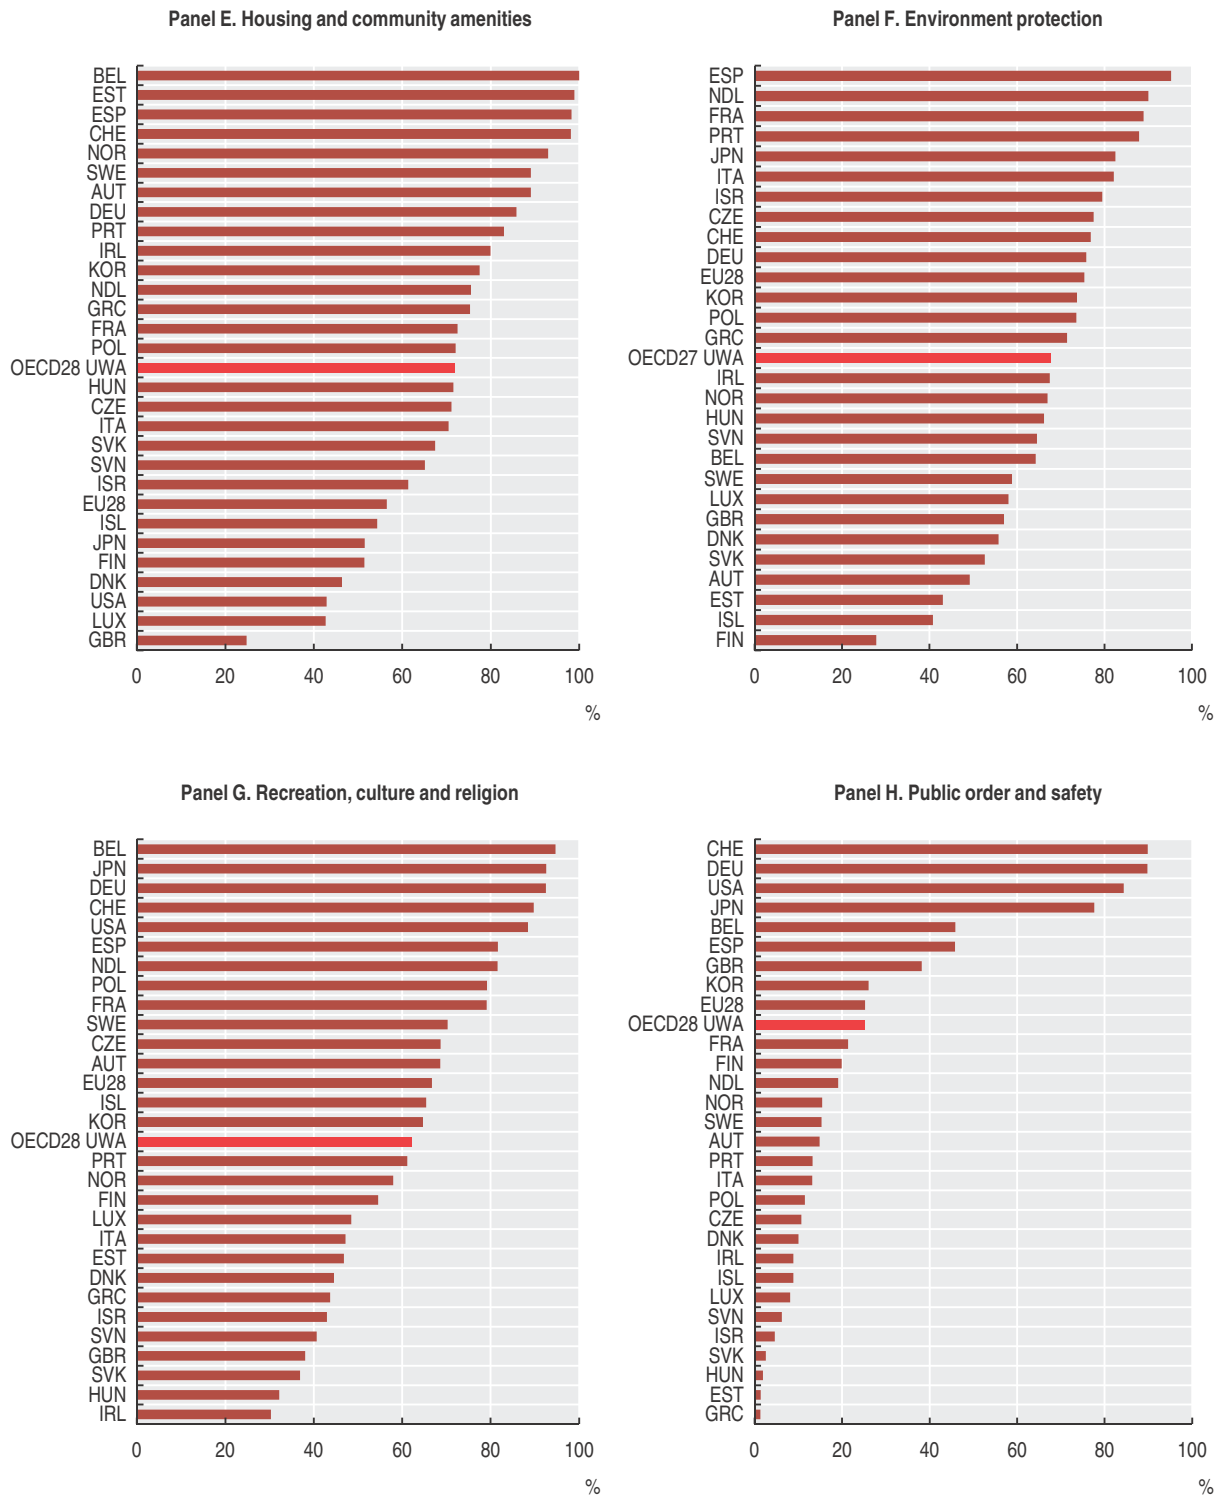 Panel E. Housing and community amenities
BEL
EST
ESP
CHE
NOR
SWE
AUT
DEU
PRT
IRL
KOR
NDL
GRC
FRA
POL
OECD28 UWA
HUN
CZE
ITA
SVK
SVN
ISR
EU28
ISL
JPN
FIN
DNK
USA
LUX
GBR
0 20 40 60 80 100
%
Panel F. Environment protection
ESP
NDL
FRA
PRT
JPN
ITA
ISR
CZE
CHE
DEU
EU28
KOR
POL
GRC
OECD27 UWA
IRL
NOR
HUN
SVN
BEL
SWE
LUX
GBR
DNK
SVK
AUT
EST
ISL
FIN
0 20 40 60 80 100
%
Panel G. Recreation, culture and religion
BEL
JPN
DEU
CHE
USA
ESP
NDL
POL
FRA
SWE
CZE
AUT
EU28
ISL
KOR
OECD28 UWA
PRT
NOR
FIN
LUX
ITA
EST
DNK
GRC
ISR
SVN
GBR
SVK
HUN
IRL
0 20 40 60 80 100
%
Panel H. Public order and safety
CHE
DEU
USA
JPN
BEL
ESP
GBR
KOR
EU28
OECD28 UWA
FRA
FIN
NDL
NOR
SWE
AUT
PRT
ITA
POL
CZE
DNK
IRL
ISL
LUX
SVN
ISR
SVK
HUN
EST
GRC
0 20 40 60 80 100
%